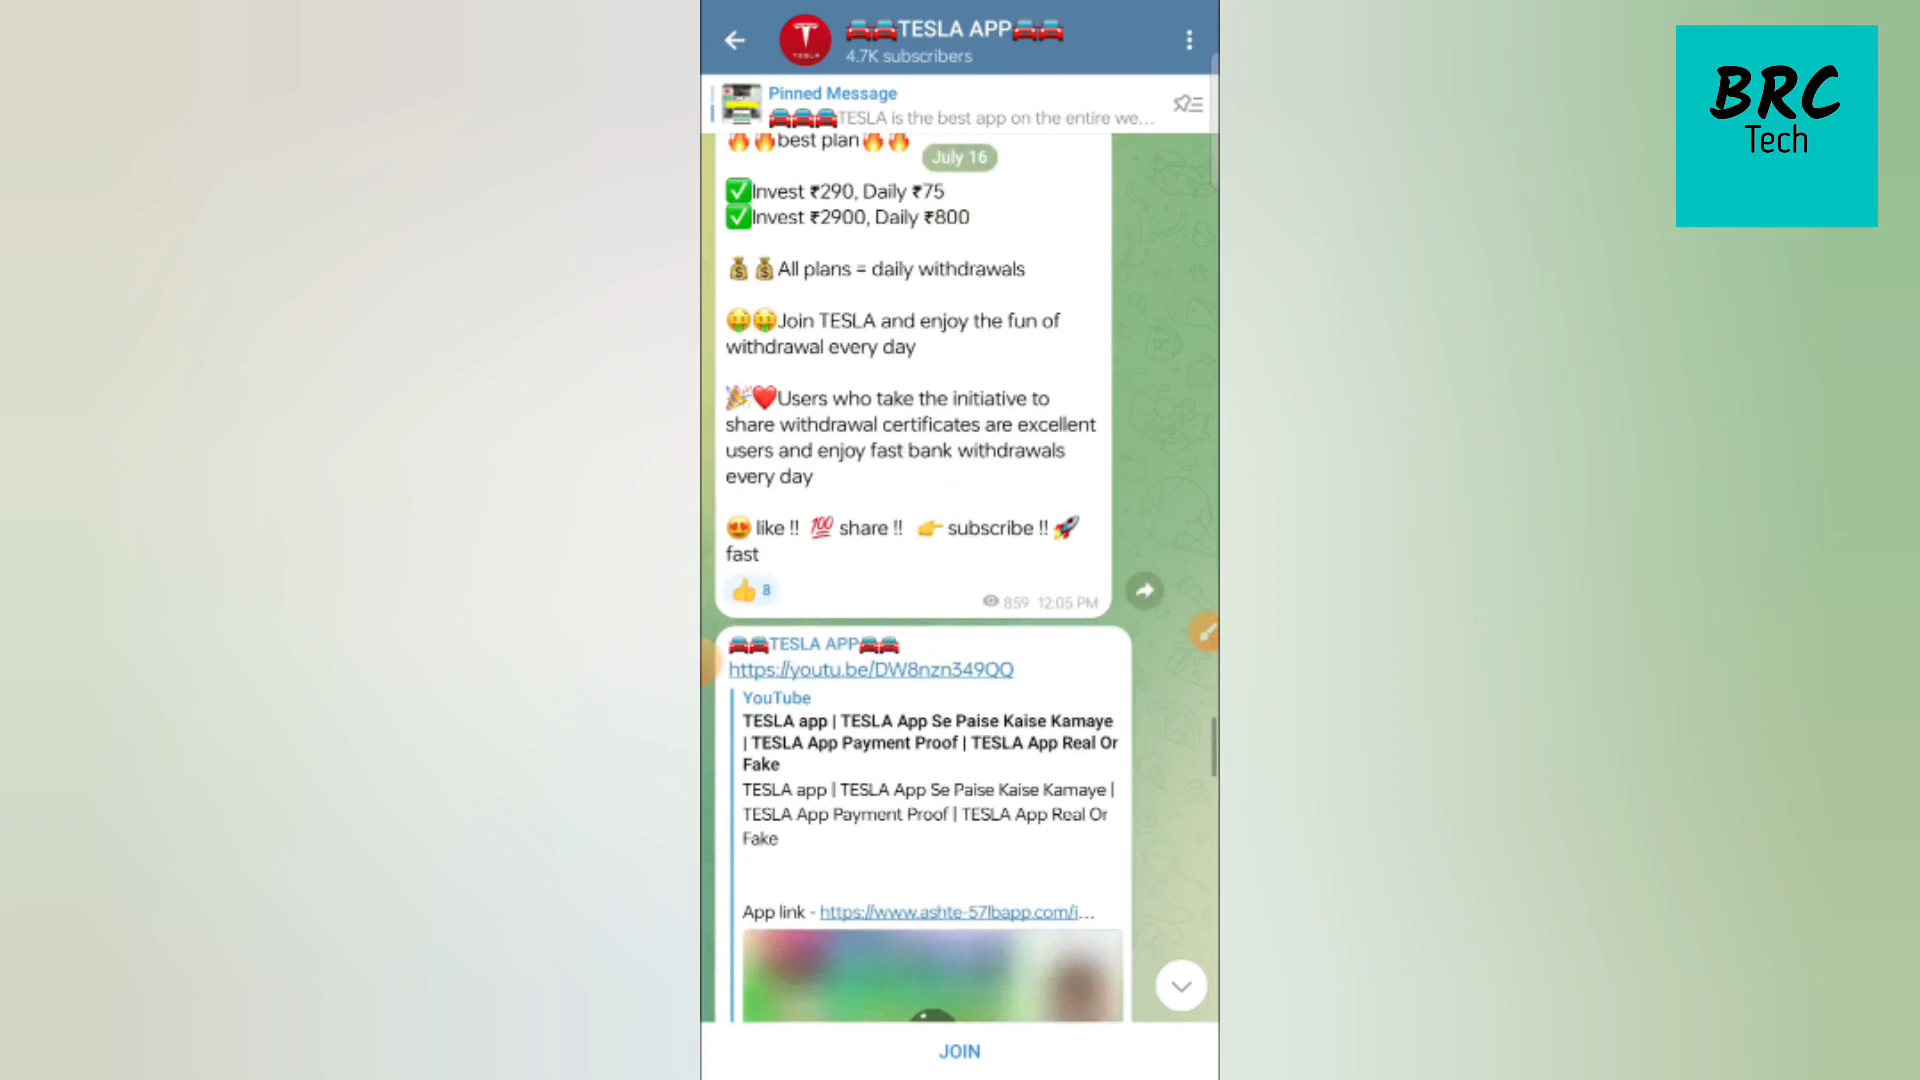 🚘🚘TESLA APP🚘🚘
4.7K subscribers
TESLA
BRC
Tech
Pinned Message
🚘🚘🚘TESLA is the best app on the entire we...
🔥🔥best plan🔥🔥
July 16
✅Invest ₹290, Daily ₹75
✅Invest ₹2900, Daily ₹800
💰💰All plans = daily withdrawals
🤑🤑Join TESLA and enjoy the fun of
withdrawal every day
🎉❤️Users who take the initiative to
share withdrawal certificates are excellent
users and enjoy fast bank withdrawals
every day
😍 like !! 💯 share !! 👉 subscribe !! 🚀
fast
👍 8
859 12:05 PM
🚘🚘TESLA APP🚘🚘
https://youtu.be/DW8nzn349QQ
YouTube
TESLA app | TESLA App Se Paise Kaise Kamaye
| TESLA App Payment Proof | TESLA App Real Or
Fake
TESLA app | TESLA App Se Paise Kaise Kamaye |
TESLA App Payment Proof | TESLA App Real Or
Fake
App link - https://www.ashte-57lbapp.com/i...
JOIN